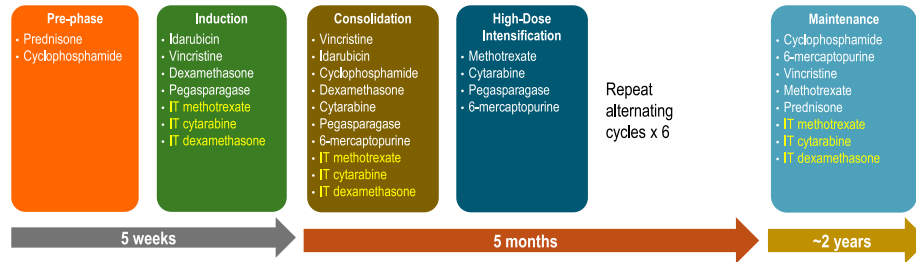 Pre-phase
• Prednisone
• Cyclophosphamide
Induction
• Idarubicin
• Vincristine
• Dexamethasone
• Pegasparagase
• IT methotrexate
• IT cytarabine
• IT dexamethasone
Consolidation
• Vincristine
• Idarubicin
• Cyclophosphamide
• Dexamethasone
• Cytarabine
• Pegasparagase
• 6-mercaptopurine
• IT methotrexate
• IT cytarabine
• IT dexamethasone
High-Dose
Intensification
• Methotrexate
• Cytarabine
• Pegasparagase
• 6-mercaptopurine
Repeat
alternating
cycles x 6
Maintenance
• Cyclophosphamide
• 6-mercaptopurine
• Vincristine
• Methotrexate
• Prednisone
• IT methotrexate
• IT cytarabine
• IT dexamethasone
5 weeks
5 months
~2 years